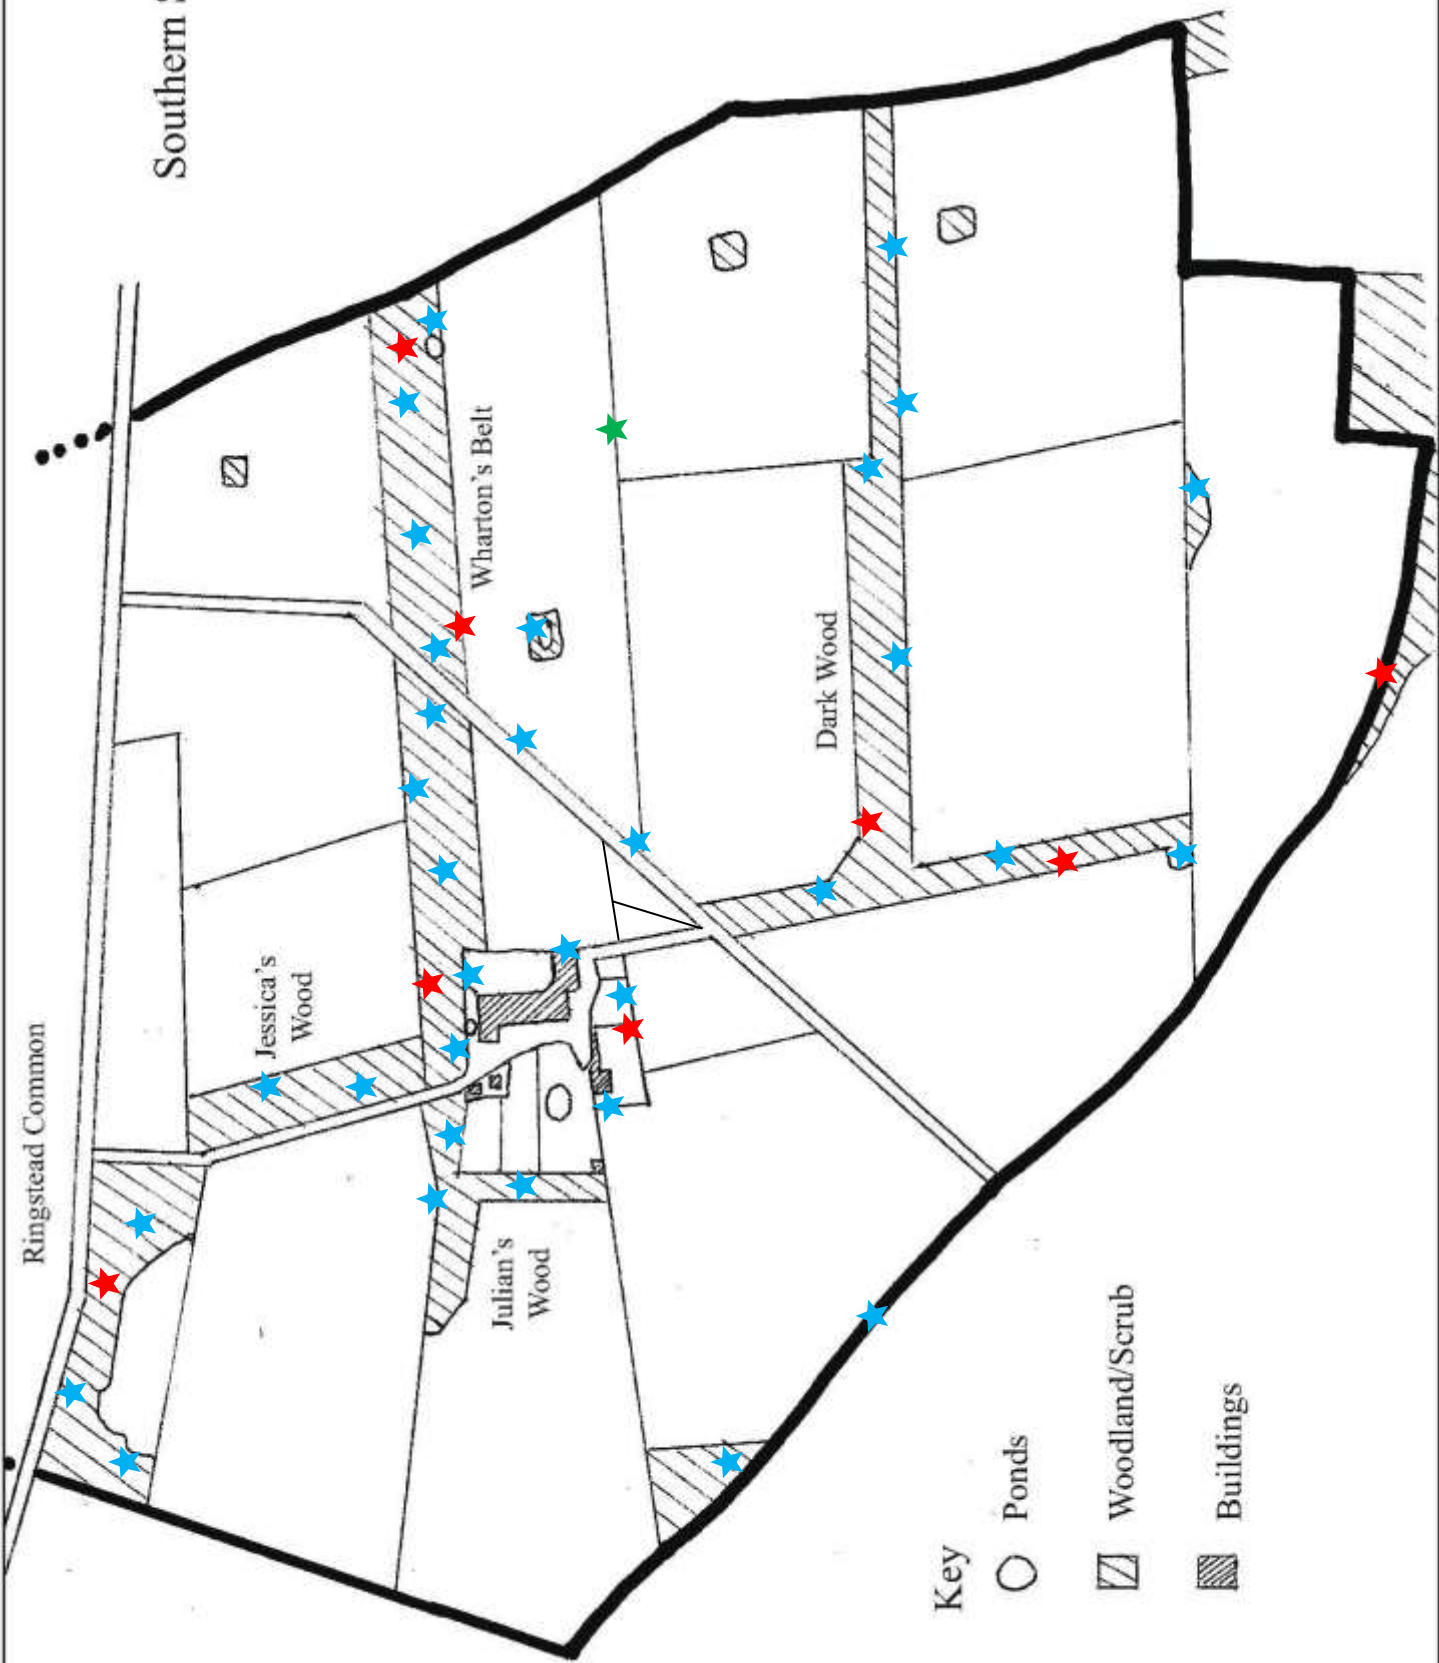 Southern
Ringstead Common
Jessica's
Wood
Wharton's Belt
Dark Wood
Julian's
Wood
Key
Ponds
Woodland/Scrub
Buildings